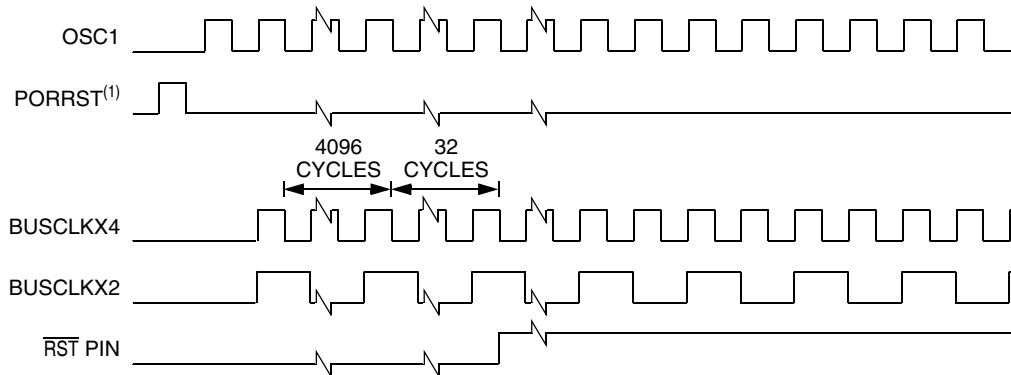 OSC1
PORRST(1)
4096
CYCLES
32
CYCLES
BUSCLKX4
BUSCLKX2
RST PIN